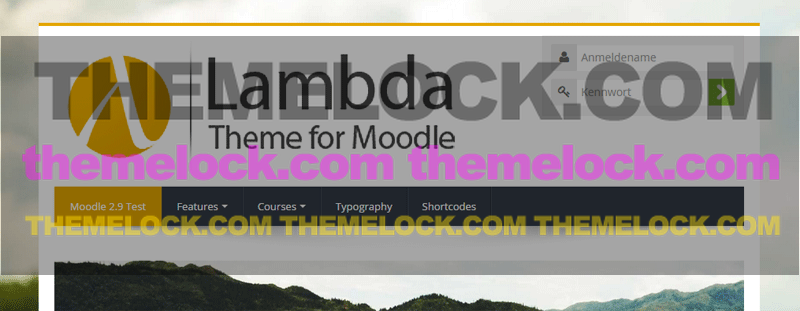 Anmeldename
THEMELOCK.COM
Lambda
Kennwort
Theme for Moodle
themelock.com themelock.com
Moodle 2.9 Test Features Courses Typography Shortcodes
THEMELOCK.COM THEMELOCK.COM THEMELOCK.COM